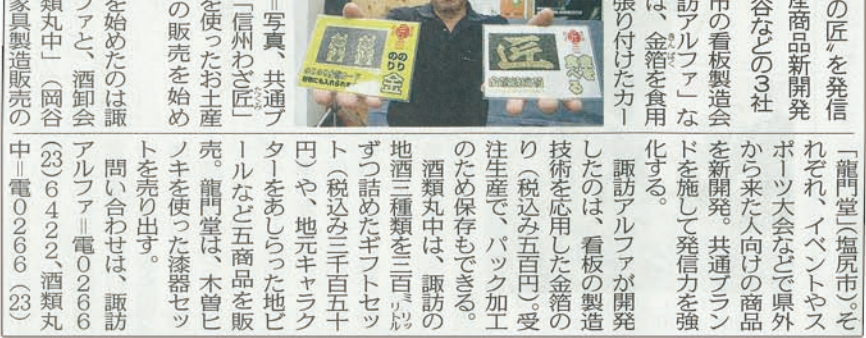 の匠〟を発信
産商品新開発
谷などの3社
市の看板製造会
訪アルファ」な
は、金箔を食用
張り付けたカー
匠
金を食べる
のりのり金
=写真、共通ブ
「信州わざ匠」
を使ったお土産
の販売を始め
を始めたのは諏
ファと、酒卸会
類丸中」(岡谷
家具製造販売の
「龍門堂」(塩尻市)。そ
れぞれ、イベントやス
ポーツ大会などで県外
から来た人向けの商品
を新開発。共通ブラン
ドを施して発信力を強
化する。
諏訪アルファが開発
したのは、看板の製造
技術を応用した金箔の
り(税込み五百円)。受
注生産で、パック加工
のため保存もできる。
酒類丸中は、諏訪の
地酒三種類を三百ミリリットル
ずつ詰めたギフトセッ
ト(税込み三千百五十
円)や、地元キャラク
ターをあしらった地ビ
ールなど五商品を販
売。龍門堂は、木曽ヒ
ノキを使った漆器セッ
トを売り出す。
問い合わせは、諏訪
アルファ=電0266
(23)6422、酒類丸
中=電0266(23)